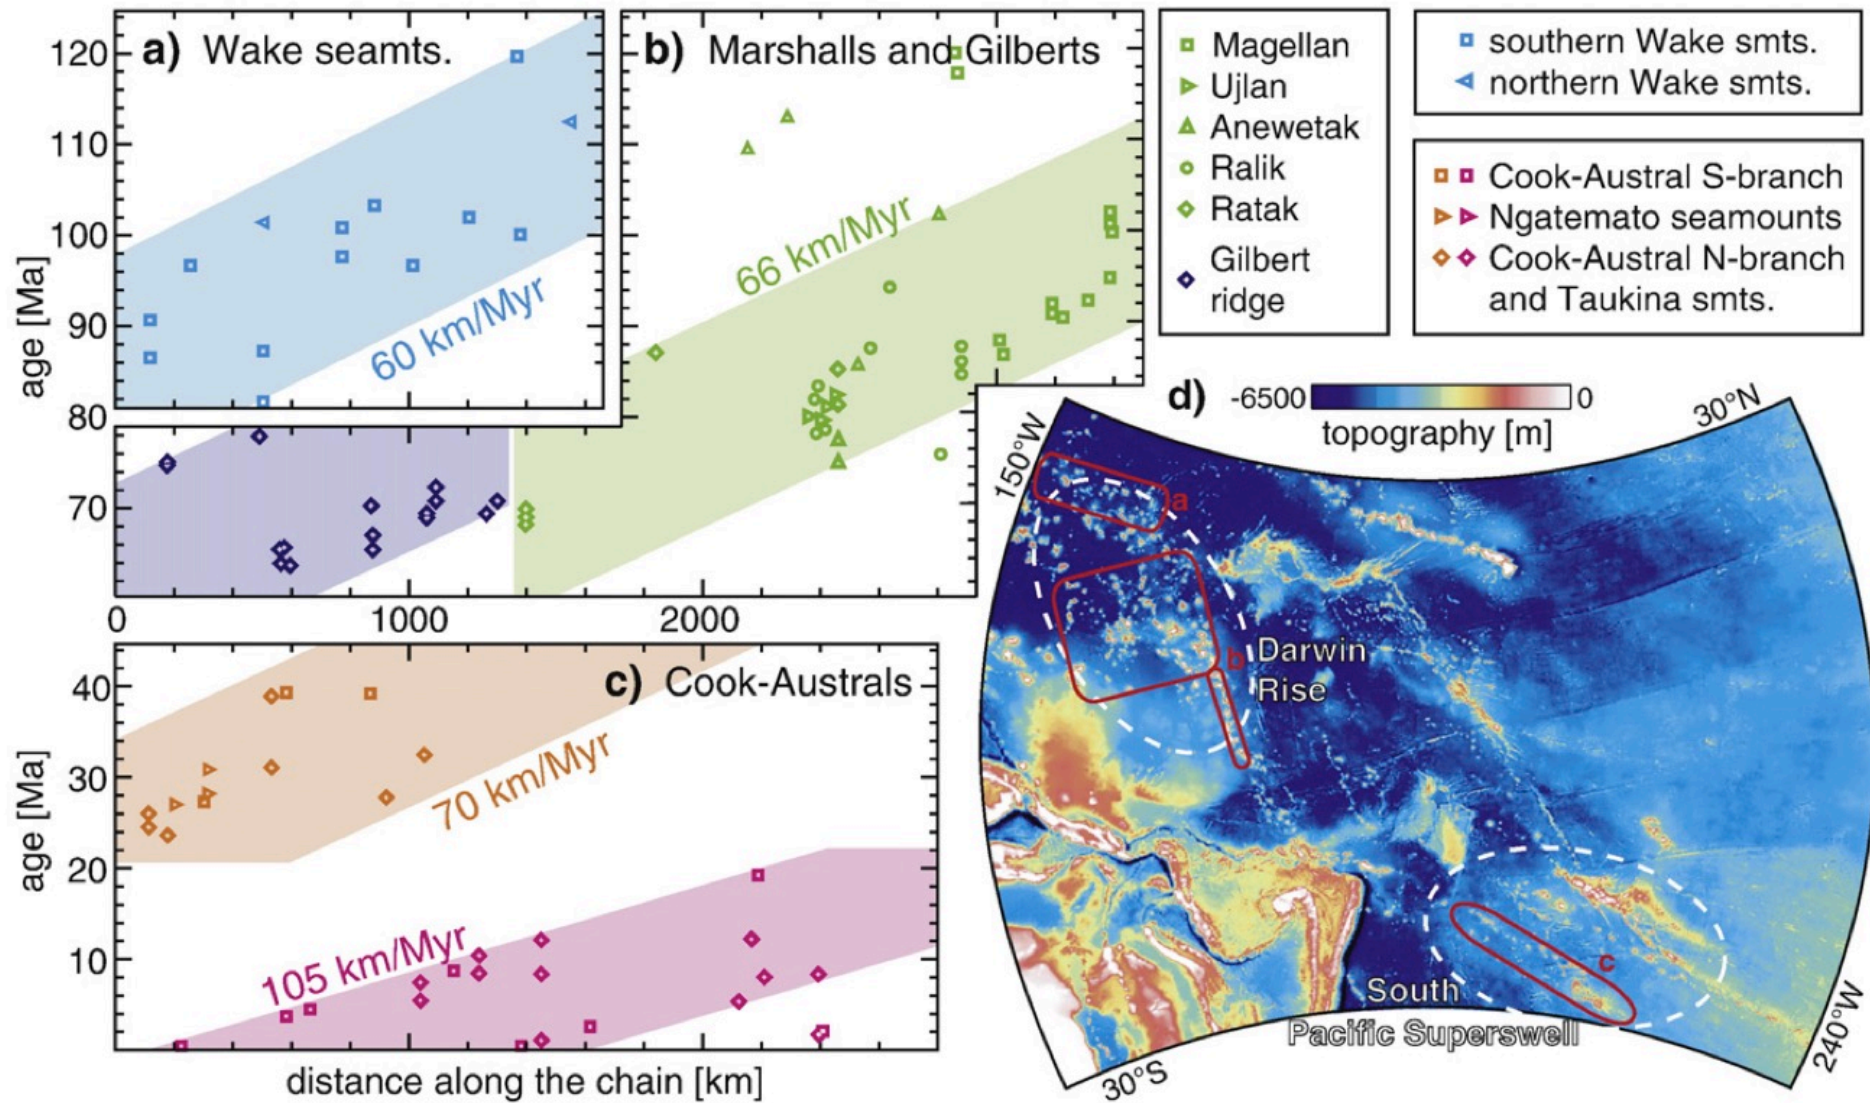 a) Wake seamts.
b) Marshalls and Gilberts
Magellan
Ujlan
Anewetak
Ralik
Ratak
Gilbert
ridge
southern Wake smts.
northern Wake smts.
Cook-Austral S-branch
Ngatemato seamounts
Cook-Austral N-branch
and Taukina smts.
age [Ma]
120
110
100
90
80
70
60 km/Myr
66 km/Myr
0
1000
2000
c) Cook-Australs
age [Ma]
40
30
20
10
70 km/Myr
105 km/Myr
distance along the chain [km]
d)
-6500
0
topography [m]
150°W
30°N
a
b
Darwin
Rise
c
South
Pacific Superswell
30°S
240°W